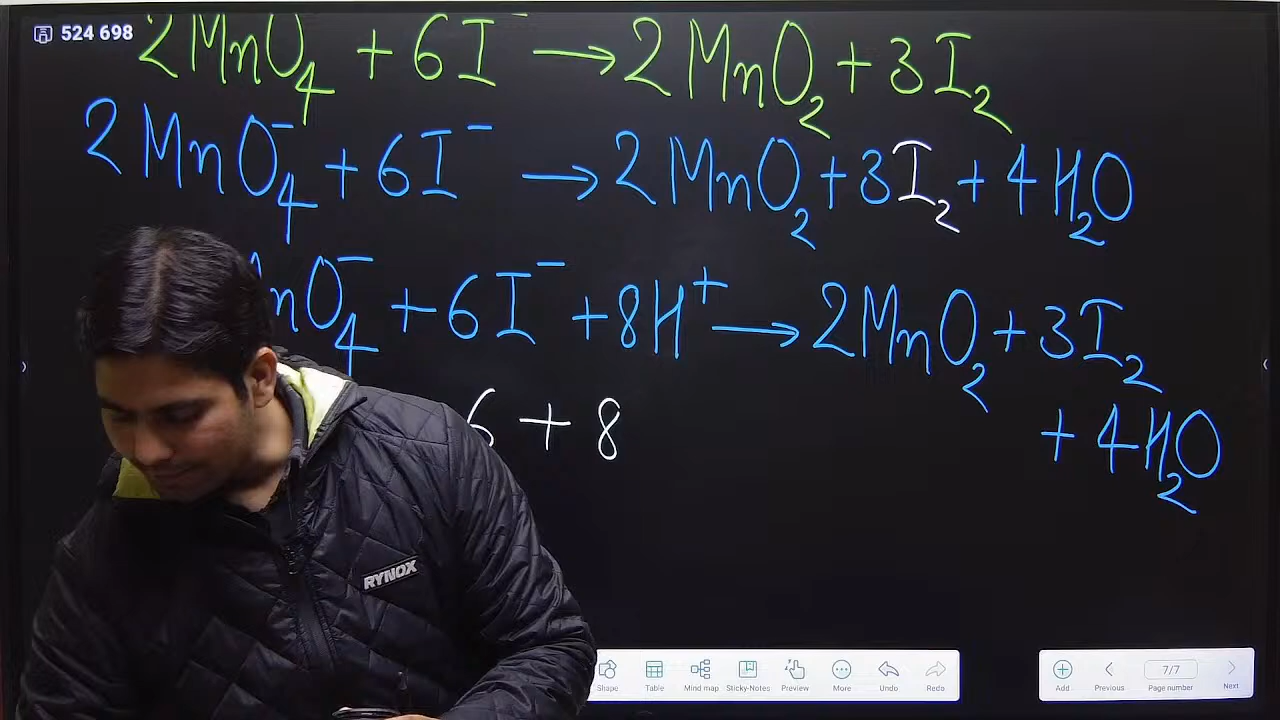 524 698
2MnO₄ + 6I⁻ → 2MnO₂ + 3I₂
2MnO₄⁻ + 6I⁻ → 2MnO₂ + 3I₂ + 4H₂O
nO₄⁻ + 6I⁻ + 8H⁺ → 2MnO₂ + 3I₂
+ 4H₂O
6 + 8
RYNOX
Shape Table Mind map Sticky-Notes Preview More Undo Redo
Add Previous 7/7 Page number Next